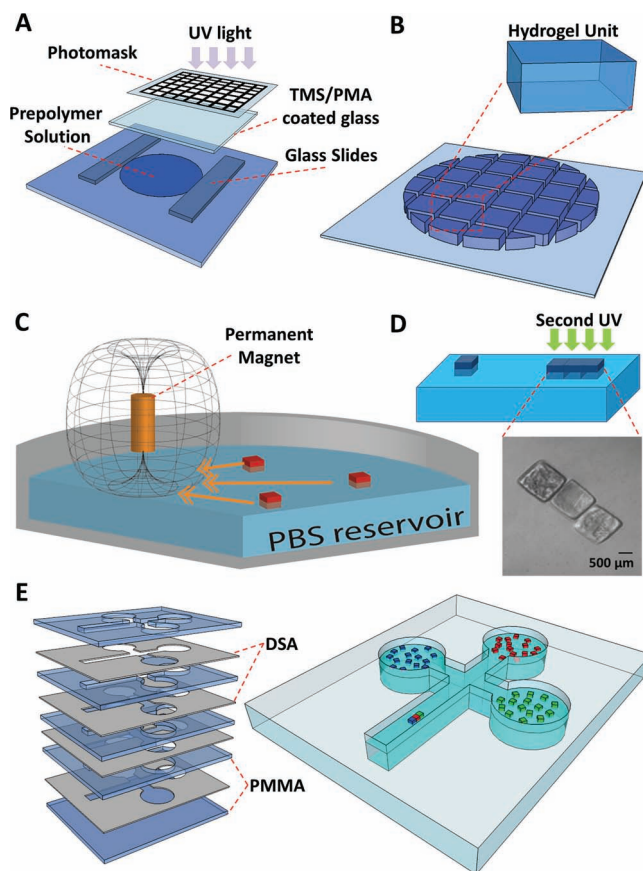 A
UV light
Photomask
TMS/PMA
coated glass
Prepolymer
Solution
Glass Slides
B
Hydrogel Unit
C
Permanent
Magnet
PBS reservoir
D
Second UV
500 µm
E
DSA
PMMA